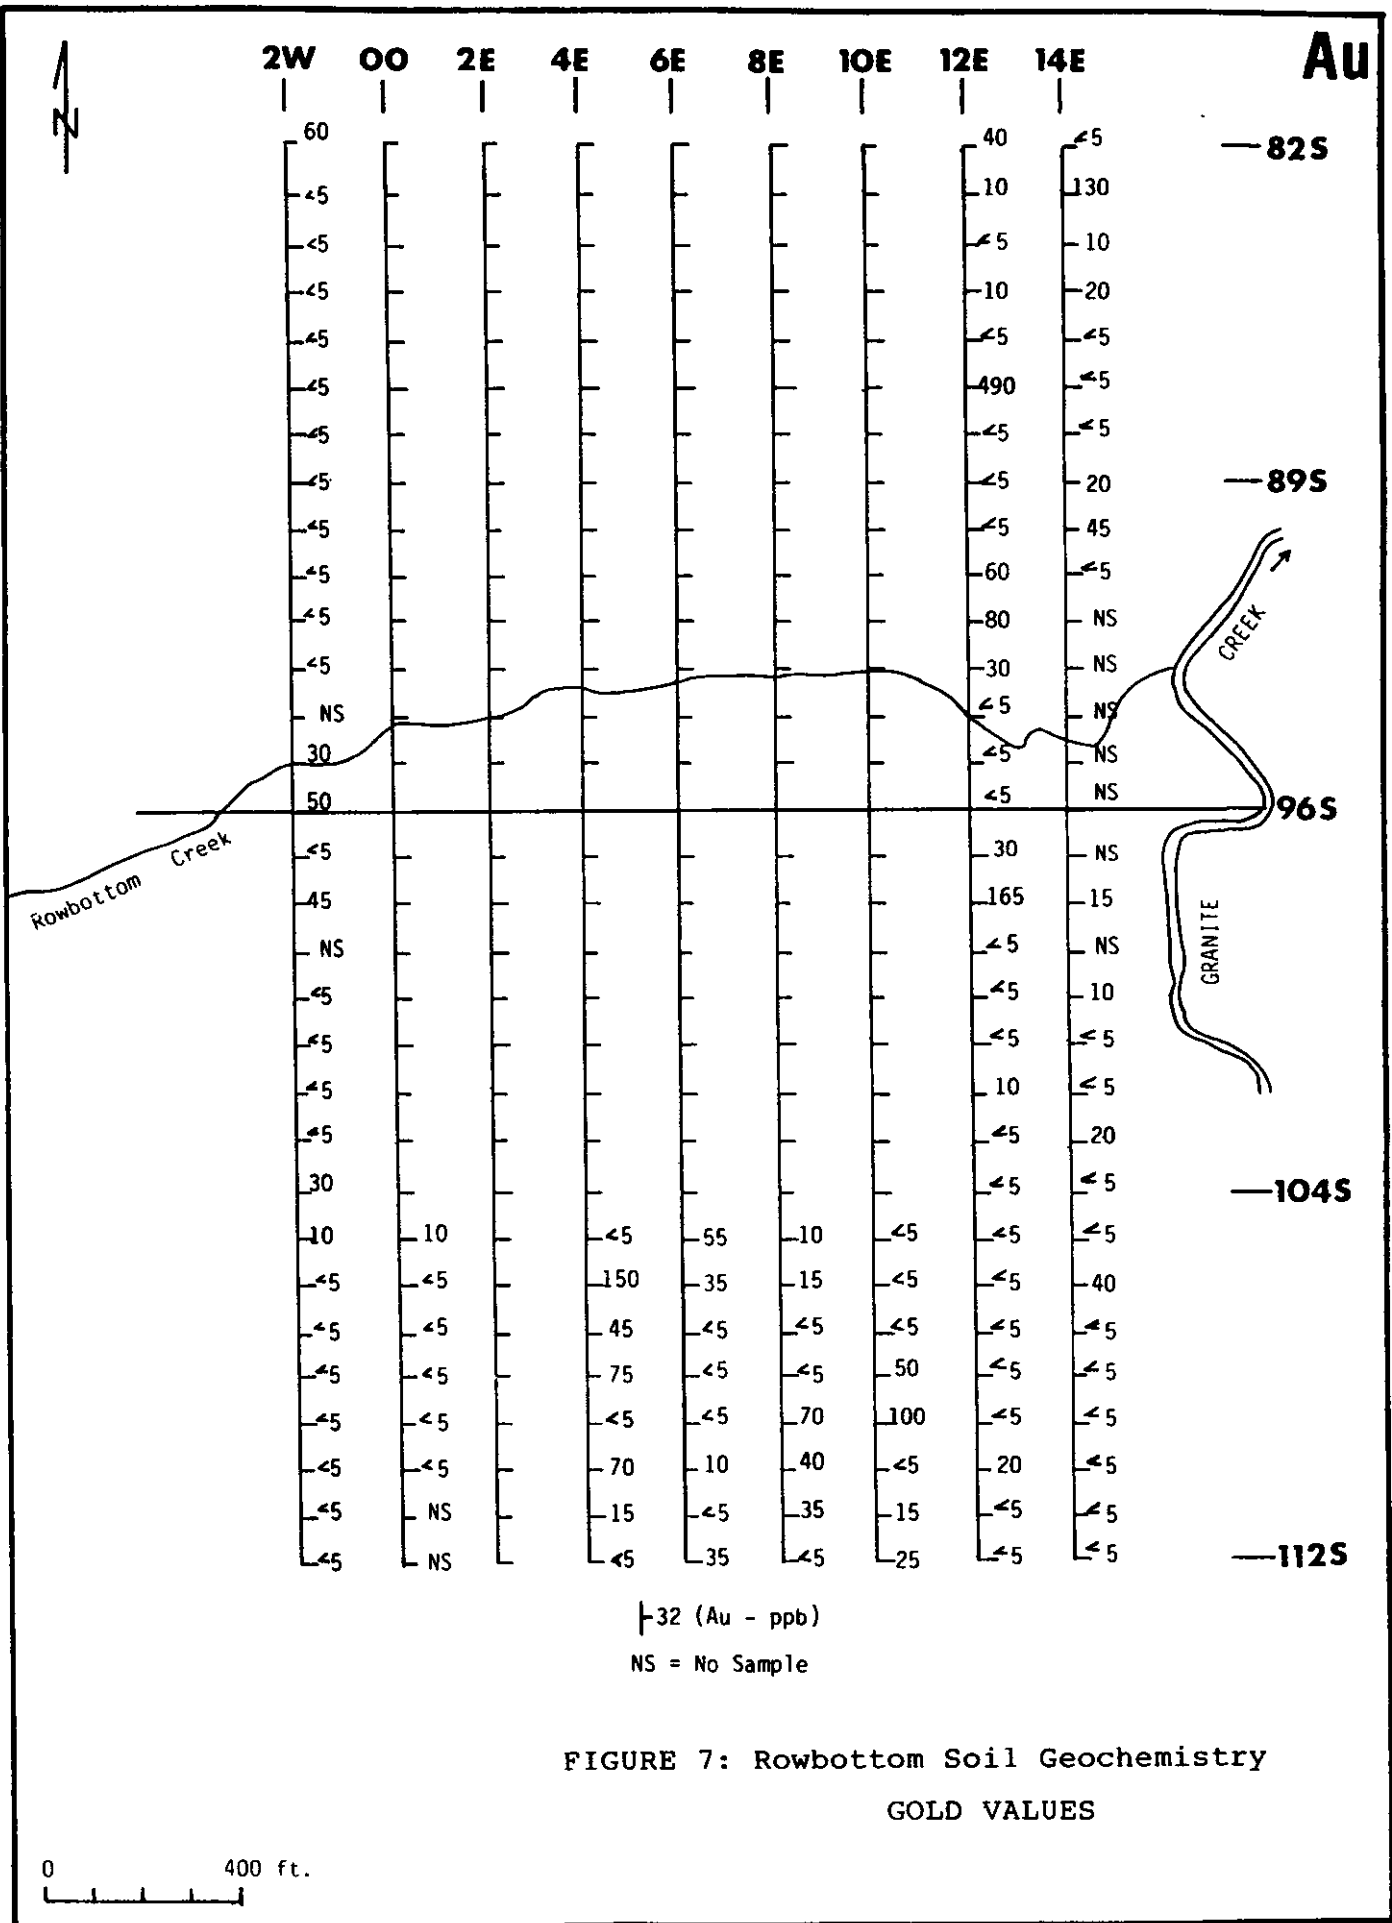 Au
N
2W 00 2E 4E 6E 8E 10E 12E 14E
60 40 <5 82S
<5 10 130
<5 <5 10
<5 10 20
<5 <5 <5
<5 490 <5
<5 <5 <5
<5 <5 20 89S
<5 <5 45
<5 60 <5
<5 80 NS
<5 30 NS
NS <5 NS
30 <5 NS
50 <5 NS 96S
<5 30 NS
45 165 15
NS <5 NS
<5 <5 10
<5 <5 <5
<5 10 <5
<5 <5 20
30 <5 <5 104S
10 10 <5 55 10 <5 <5 <5
<5 <5 150 35 15 <5 <5 40
<5 <5 45 <5 <5 <5 <5 <5
<5 <5 75 <5 <5 50 <5 <5
<5 <5 <5 <5 70 100 <5 <5
<5 <5 70 10 40 <5 20 <5
<5 NS 15 <5 35 15 <5 <5
<5 NS <5 35 <5 25 <5 <5 112S
Rowbottom Creek
CREEK
GRANITE
32 (Au - ppb)
NS = No Sample
FIGURE 7: Rowbottom Soil Geochemistry
GOLD VALUES
0 400 ft.